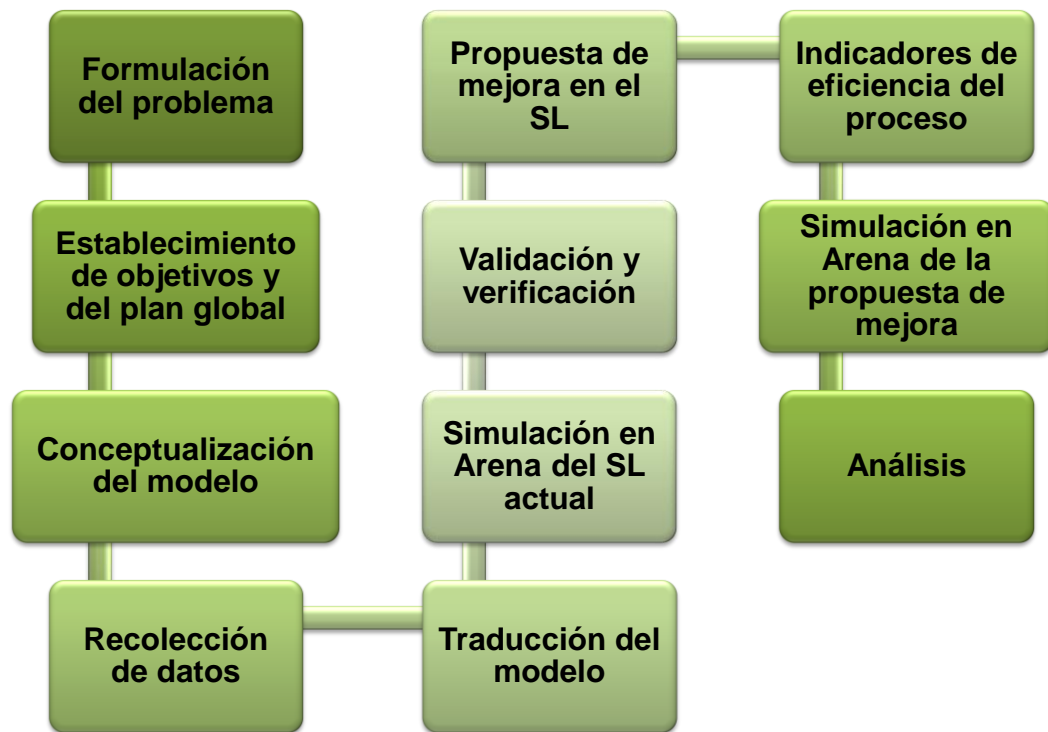 Formulación
del problema
Establecimiento
de objetivos y
del plan global
Conceptualización
del modelo
Recolección
de datos
Traducción del
modelo
Simulación en
Arena del SL
actual
Validación y
verificación
Propuesta de
mejora en el
SL
Indicadores de
eficiencia del
proceso
Simulación en
Arena de la
propuesta de
mejora
Análisis